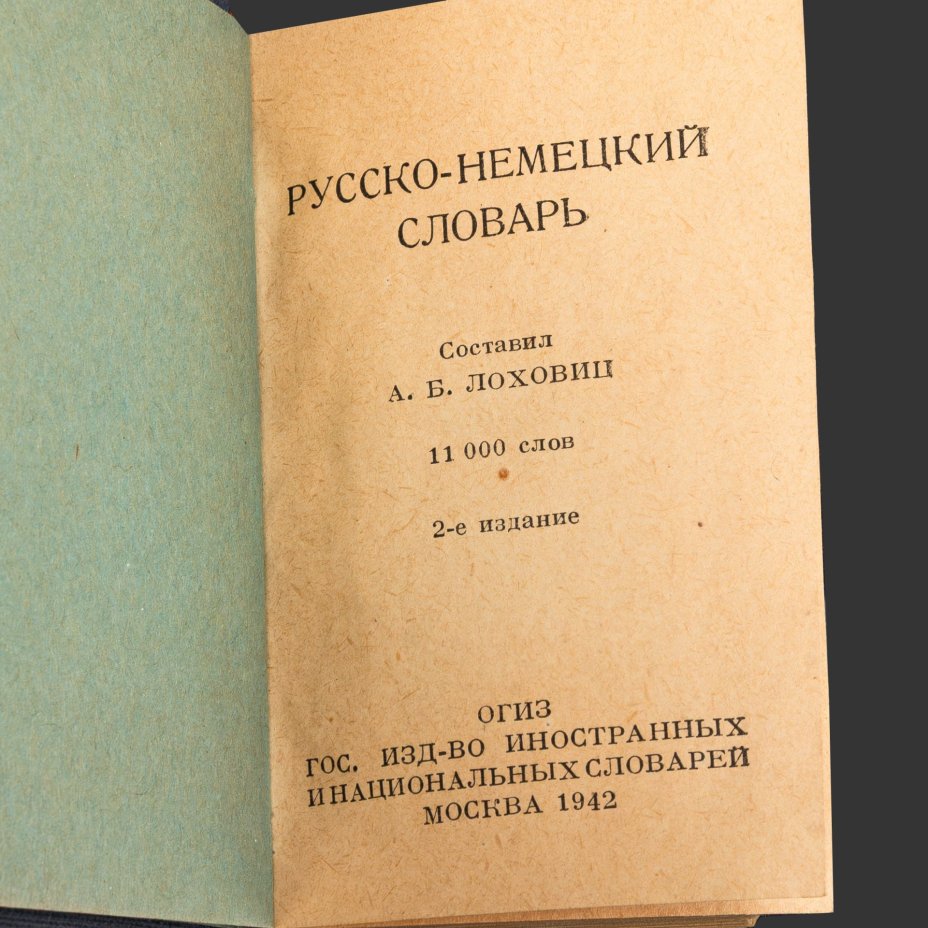 РУССКО-НЕМЕЦКИЙ
СЛОВАРЬ
Составил
А. Б. ЛОХОВИЦ
11 000 слов
2-е издание
ОГИЗ
ГОС. ИЗД-ВО ИНОСТРАННЫХ
И НАЦИОНАЛЬНЫХ СЛОВАРЕЙ
МОСКВА 1942